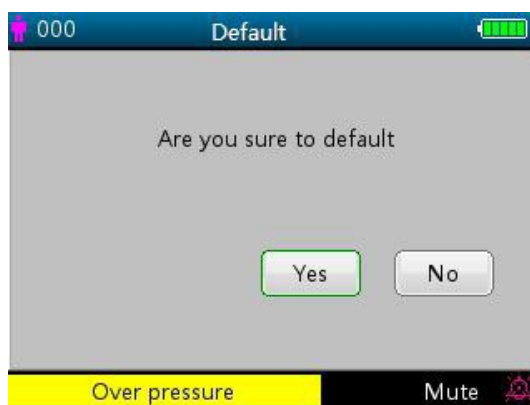 000 Default
Are you sure to default
Yes No
Over pressure Mute